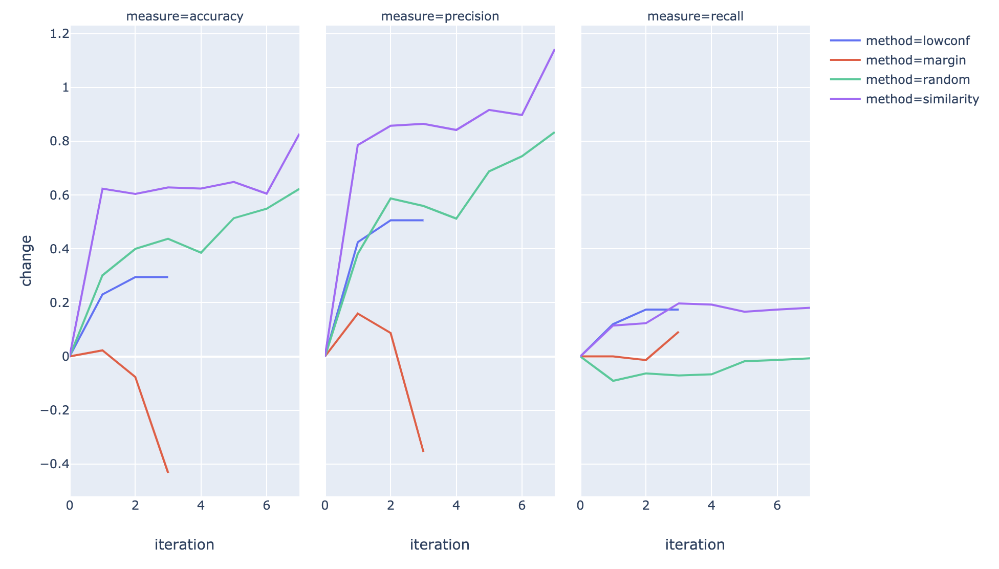 measure=accuracy
measure=precision
measure=recall
method=lowconf
method=margin
method=random
method=similarity
change
1.2
1
0.8
0.6
0.4
0.2
0
−0.2
−0.4
0 2 4 6
0 2 4 6
0 2 4 6
iteration
iteration
iteration